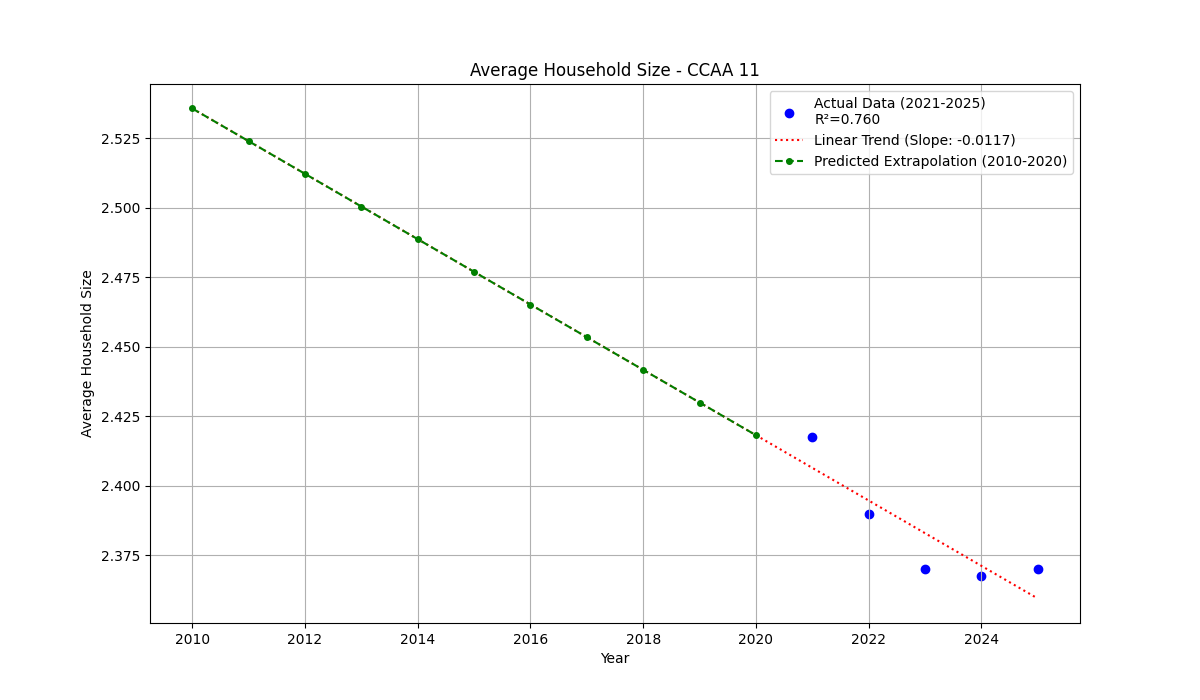 Average Household Size - CCAA 11
Actual Data (2021-2025)
R²=0.760
Linear Trend (Slope: -0.0117)
Predicted Extrapolation (2010-2020)
Average Household Size
2.525
2.500
2.475
2.450
2.425
2.400
2.375
2010 2012 2014 2016 2018 2020 2022 2024
Year